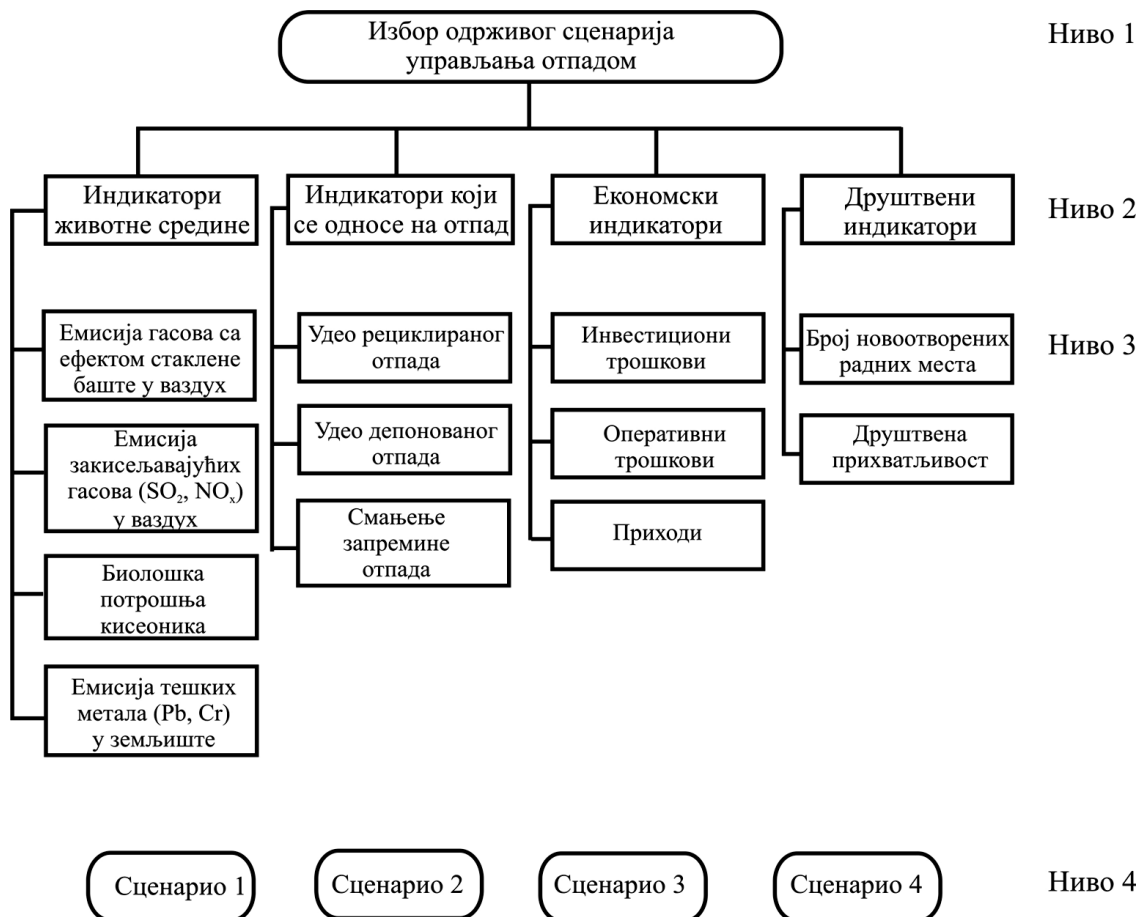 Избор одрживог сценарија
управљања отпадом
Ниво 1
Индикатори
животне средине
Индикатори који
се односе на отпад
Економски
индикатори
Друштвени
индикатори
Ниво 2
Емисија гасова са
ефектом стаклене
баште у ваздух
Удео рециклираног
отпада
Инвестициони
трошкови
Број новоотворених
радних места
Ниво 3
Емисија
закисељавајућих
гасова (SO₂, NOₓ)
у ваздух
Удео депонованог
отпада
Оперативни
трошкови
Друштвена
прихватљивост
Биолошка
потрошња
кисеоника
Смањење
запремине
отпада
Приходи
Емисија тешких
метала (Pb, Cr)
у земљиште
Сценарио 1
Сценарио 2
Сценарио 3
Сценарио 4
Ниво 4